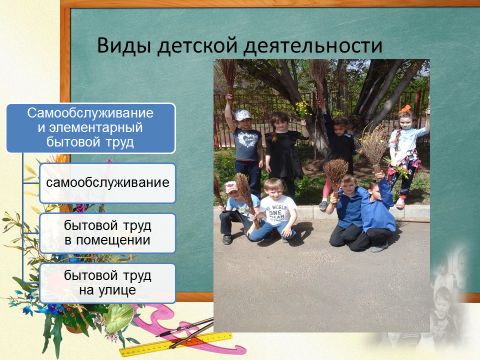 Виды детской деятельности
Самообслуживание
и элементарный
бытовой труд
самообслуживание
бытовой труд
в помещении
бытовой труд
на улице